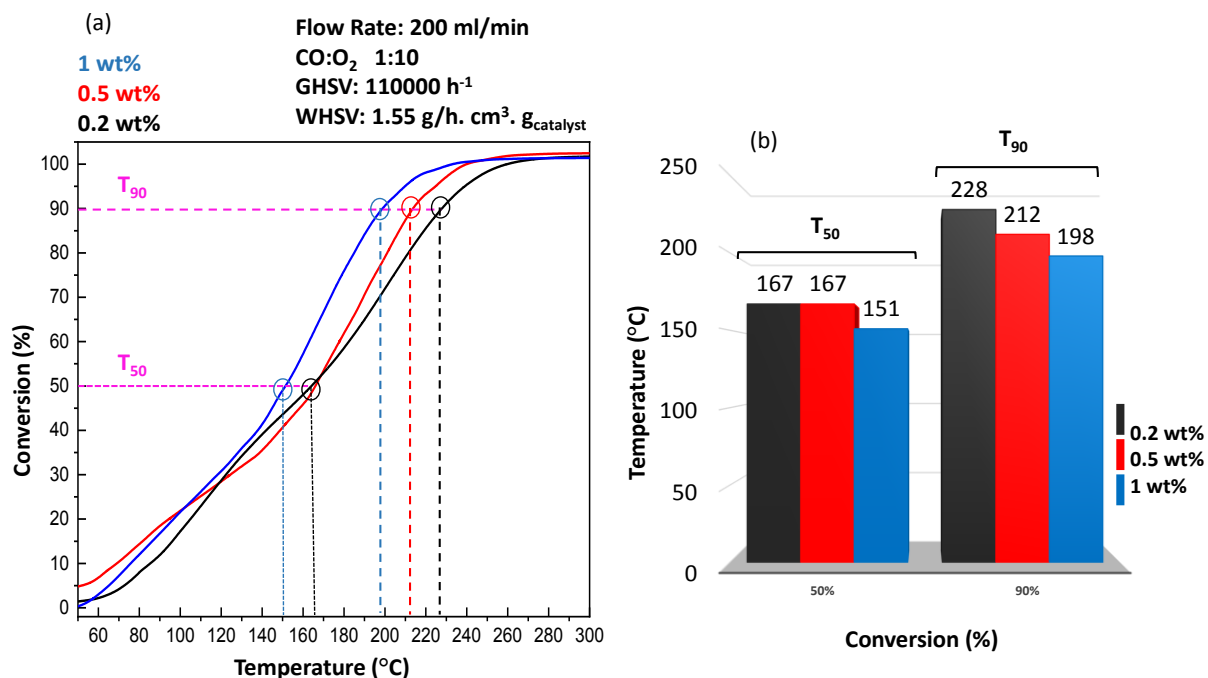 (a)
1 wt%
0.5 wt%
0.2 wt%
Flow Rate: 200 ml/min
CO:O₂ 1:10
GHSV: 110000 h⁻¹
WHSV: 1.55 g/h. cm³. g_catalyst
T₉₀
T₅₀
100
90
80
70
60
50
40
30
20
10
0
Conversion (%)
60 80 100 120 140 160 180 200 220 240 260 280 300
Temperature (°C)
(b)
T₉₀
T₅₀
228
212
198
167 167
151
250
200
150
100
50
0
Temperature (°C)
50% 90%
Conversion (%)
0.2 wt%
0.5 wt%
1 wt%